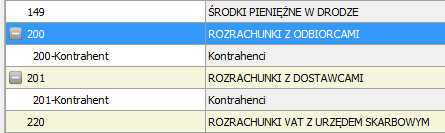 149 ŚRODKI PIENIĘŻNE W DRODZE
200 ROZRACHUNKI Z ODBIORCAMI
200-Kontrahent Kontrahenci
201 ROZRACHUNKI Z DOSTAWCAMI
201-Kontrahent Kontrahenci
220 ROZRACHUNKI VAT Z URZĘDEM SKARBOWYM